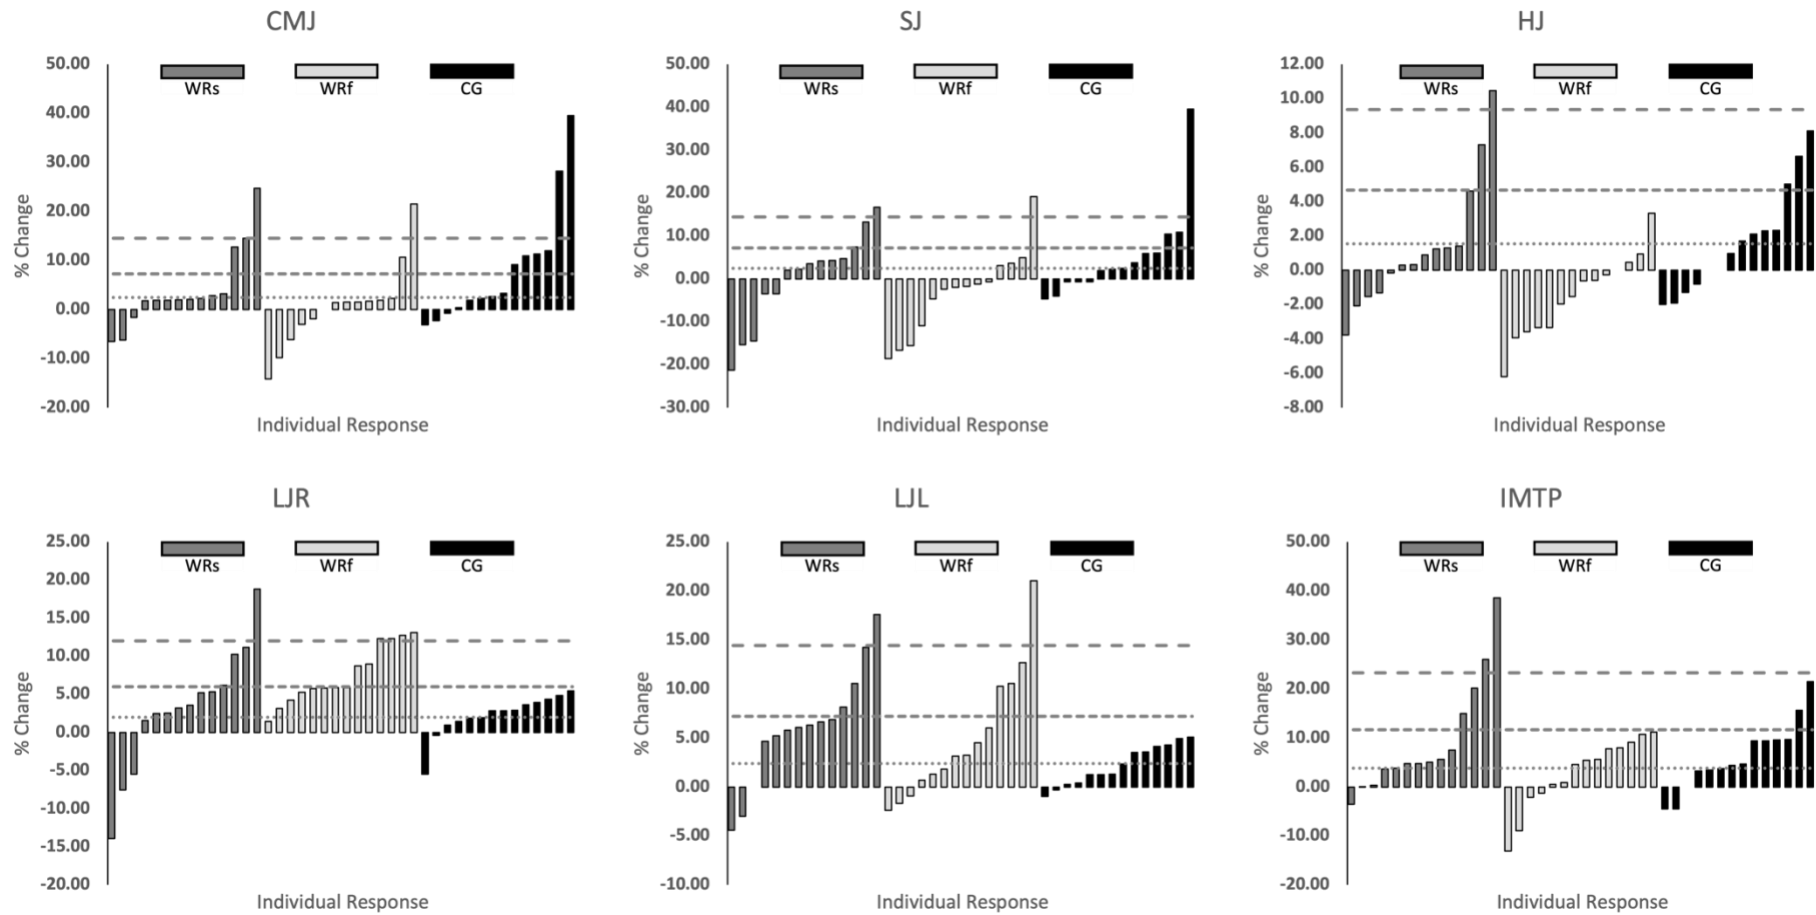 CMJ
50.00
40.00
30.00
20.00
10.00
0.00
-10.00
-20.00
% Change
WRs WRf CG
Individual Response
SJ
50.00
40.00
30.00
20.00
10.00
0.00
-10.00
-20.00
-30.00
% Change
WRs WRf CG
Individual Response
HJ
12.00
10.00
8.00
6.00
4.00
2.00
0.00
-2.00
-4.00
-6.00
-8.00
% Change
WRs WRf CG
Individual Response
LJR
25.00
20.00
15.00
10.00
5.00
0.00
-5.00
-10.00
-15.00
-20.00
% Change
WRs WRf CG
Individual Response
LJL
25.00
20.00
15.00
10.00
5.00
0.00
-5.00
-10.00
% Change
WRs WRf CG
Individual Response
IMTP
50.00
40.00
30.00
20.00
10.00
0.00
-10.00
-20.00
% Change
WRs WRf CG
Individual Response